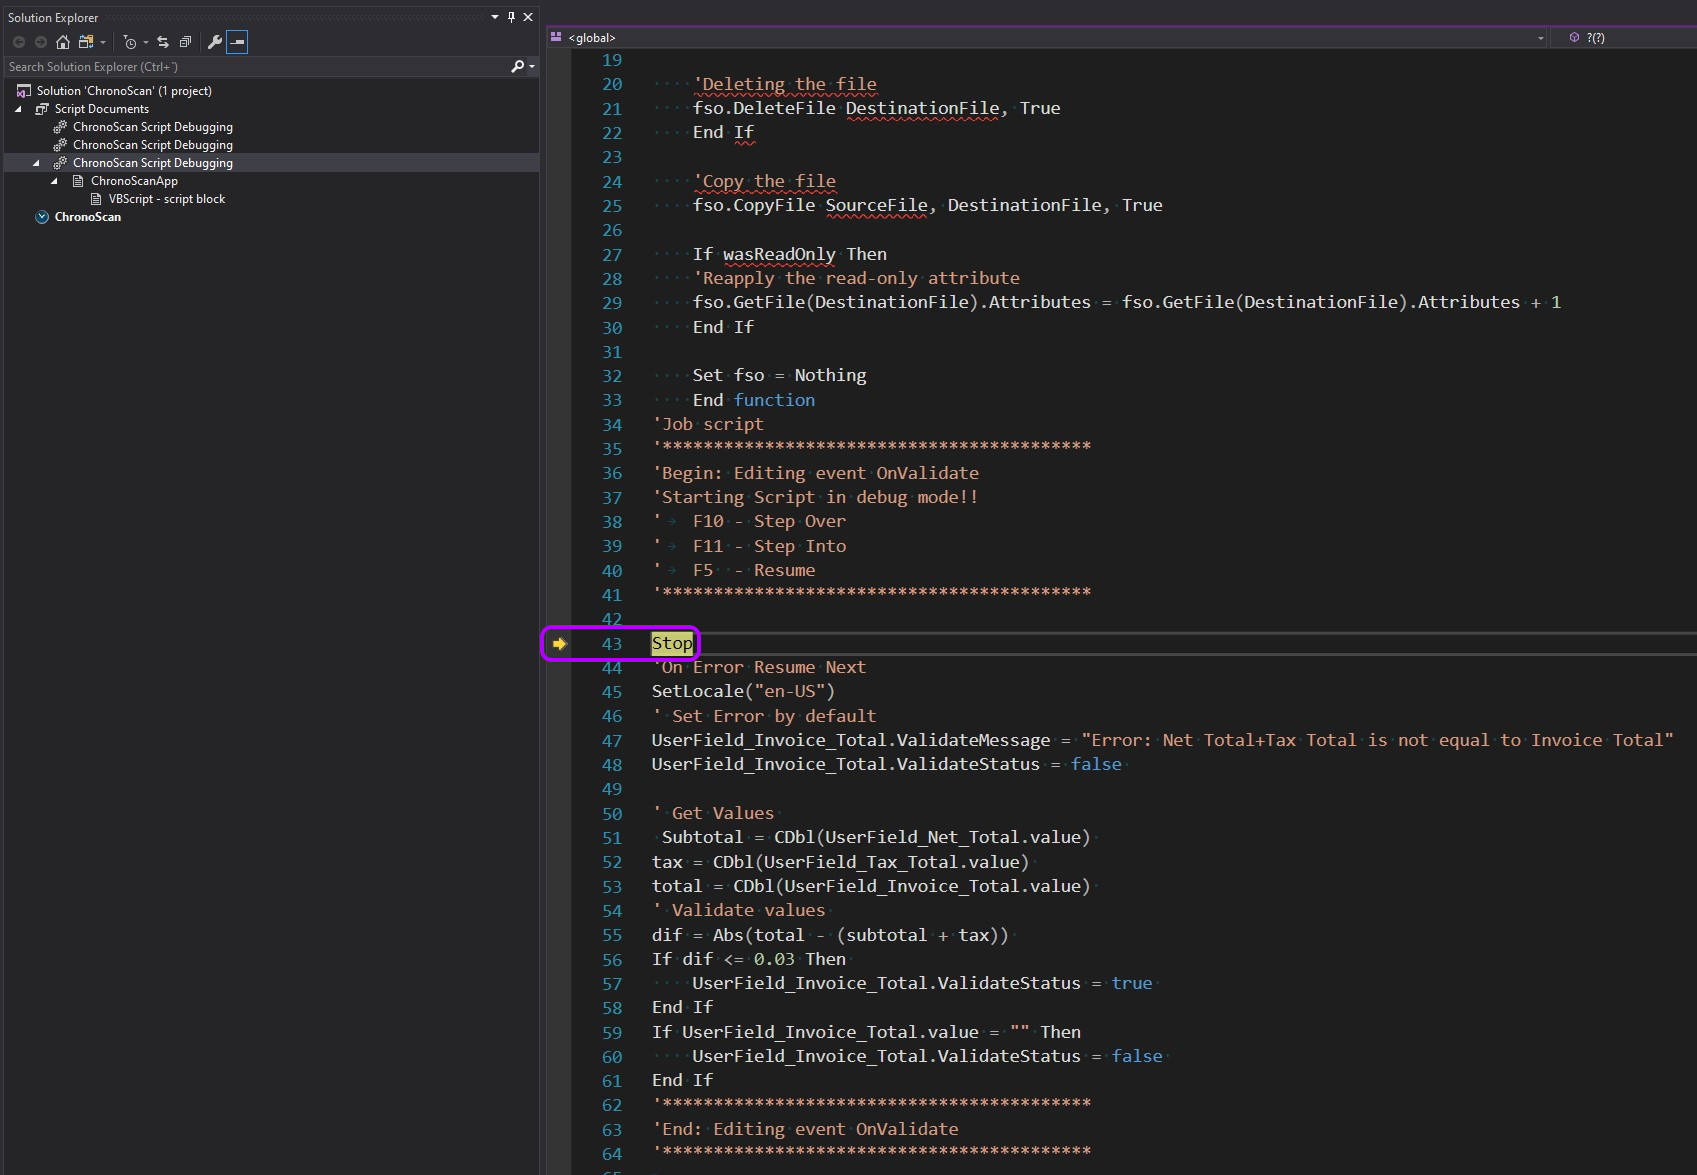 Solution Explorer
Search Solution Explorer (Ctrl+`)
Solution 'ChronoScan' (1 project)
Script Documents
ChronoScan Script Debugging
ChronoScan Script Debugging
ChronoScan Script Debugging
ChronoScanApp
VBScript - script block
ChronoScan
<global>
?(?)
19
20 'Deleting the file
21 fso.DeleteFile DestinationFile, True
22 End If
23
24 'Copy the file
25 fso.CopyFile SourceFile, DestinationFile, True
26
27 If wasReadOnly Then
28 'Reapply the read-only attribute
29 fso.GetFile(DestinationFile).Attributes = fso.GetFile(DestinationFile).Attributes + 1
30 End If
31
32 Set fso = Nothing
33 End function
34 'Job script
35 '******************************************
36 'Begin: Editing event OnValidate
37 'Starting Script in debug mode!!
38 ' → F10 - Step Over
39 ' → F11 - Step Into
40 ' → F5 - Resume
41 '******************************************
42
43 Stop
44 'On Error Resume Next
45 SetLocale("en-US")
46 ' Set Error by default
47 UserField_Invoice_Total.ValidateMessage = "Error: Net Total+Tax Total is not equal to Invoice Total"
48 UserField_Invoice_Total.ValidateStatus = false
49
50 ' Get Values
51 Subtotal = CDbl(UserField_Net_Total.value)
52 tax = CDbl(UserField_Tax_Total.value)
53 total = CDbl(UserField_Invoice_Total.value)
54 ' Validate values
55 dif = Abs(total - (subtotal + tax))
56 If dif <= 0.03 Then
57 UserField_Invoice_Total.ValidateStatus = true
58 End If
59 If UserField_Invoice_Total.value = "" Then
60 UserField_Invoice_Total.ValidateStatus = false
61 End If
62 '******************************************
63 'End: Editing event OnValidate
64 '******************************************